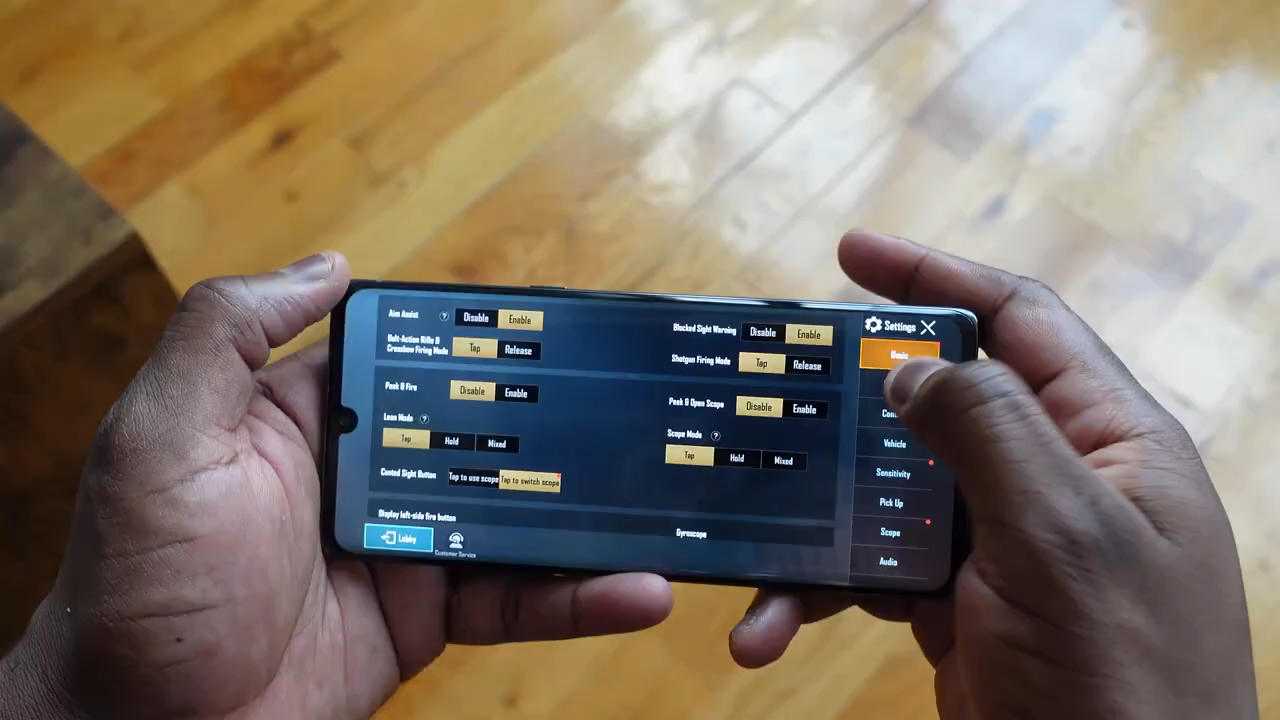 Aim Assist ? Disable Enable
Blocked Sight Warning Disable Enable
Bolt-Action Rifle &
Crossbow Firing Mode Tap Release
Shotgun Firing Mode Tap Release
Peek & Fire Disable Enable
Peek & Open Scope Disable Enable
Lean Mode ?
Tap Hold Mixed
Scope Mode ?
Tap Hold Mixed
Canted Sight Button Tap to use scope Tap to switch scope
Display left-side fire button
Gyroscope
Lobby
Customer Service
Settings
Basic
Vehicle
Sensitivity
Pick Up
Scope
Audio